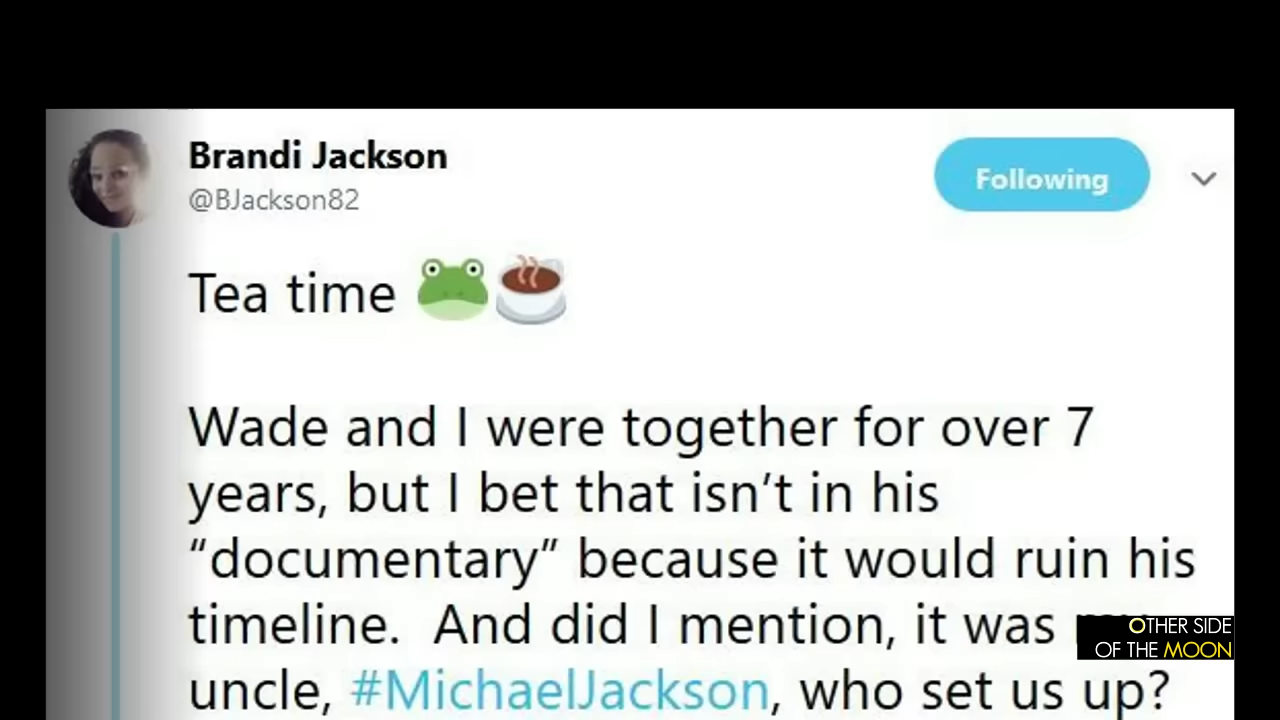 Brandi Jackson
@BJackson82
Following
Tea time
Wade and I were together for over 7
years, but I bet that isn't in his
“documentary” because it would ruin his
timeline. And did I mention, it was
uncle, #MichaelJackson, who set us up?
OTHER SIDE
OF THE MOON